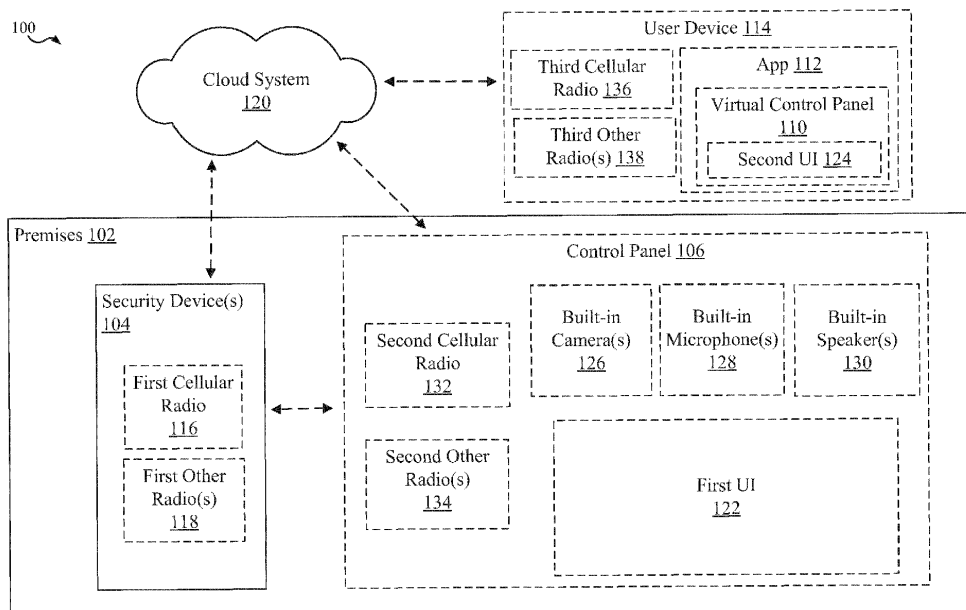 100
Cloud System
120
User Device 114
Third Cellular
Radio 136
Third Other
Radio(s) 138
App 112
Virtual Control Panel
110
Second UI 124
Premises 102
Security Device(s)
104
First Cellular
Radio
116
First Other
Radio(s)
118
Control Panel 106
Second Cellular
Radio
132
Second Other
Radio(s)
134
Built-in
Camera(s)
126
Built-in
Microphone(s)
128
Built-in
Speaker(s)
130
First UI
122